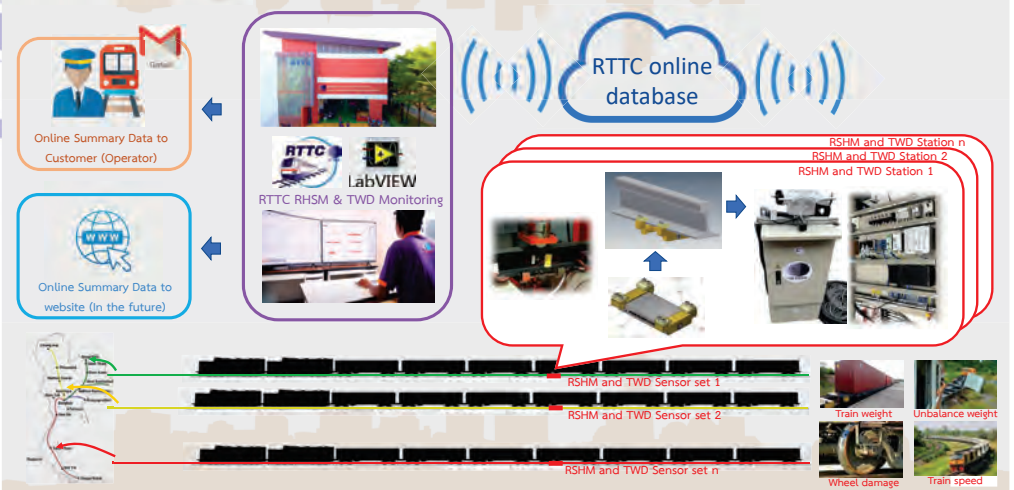 Gmail
Online Summary Data to
Customer (Operator)
WWW
Online Summary Data to
website (In the future)
RTTC
LabVIEW
RTTC RHSM & TWD Monitoring
RTTC online
database
RSHM and TWD Station n
RSHM and TWD Station 2
RSHM and TWD Station 1
RSHM and TWD Sensor set 1
RSHM and TWD Sensor set 2
RSHM and TWD Sensor set n
Train weight
Unbalance weight
Wheel damage
Train speed